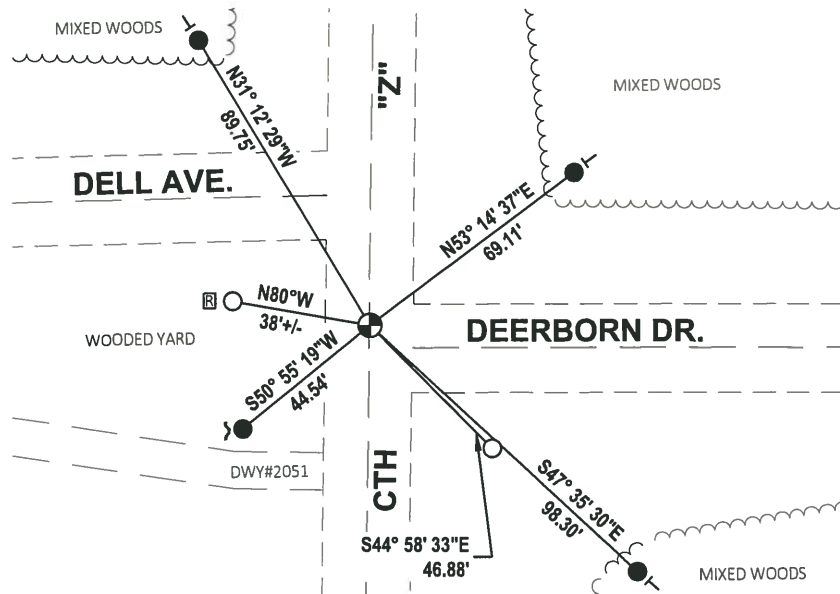 MIXED WOODS
"Z"
MIXED WOODS
N31° 12' 29"W
89.75'
DELL AVE.
N53° 14' 37"E
69.11'
R
N80°W
38'+/-
DEERBORN DR.
WOODED YARD
S50° 55' 19"W
44.54'
DWY#2051
CTH
S47° 35' 30"E
98.30'
S44° 58' 33"E
46.88'
MIXED WOODS